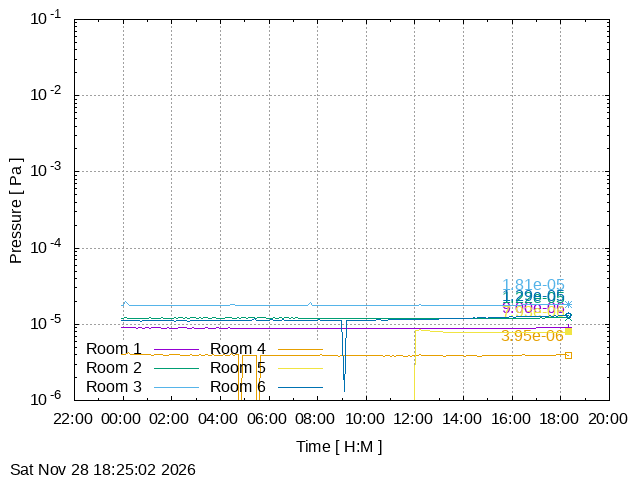 10^-1
10^-2
10^-3
10^-4
10^-5
10^-6
Pressure [ Pa ]
1.81e-05
1.29e-05
3.95e-06
Room 1 Room 4
Room 2 Room 5
Room 3 Room 6
22:00 00:00 02:00 04:00 06:00 08:00 10:00 12:00 14:00 16:00 18:00 20:00
Time [ H:M ]
Sat Nov 28 18:25:02 2026